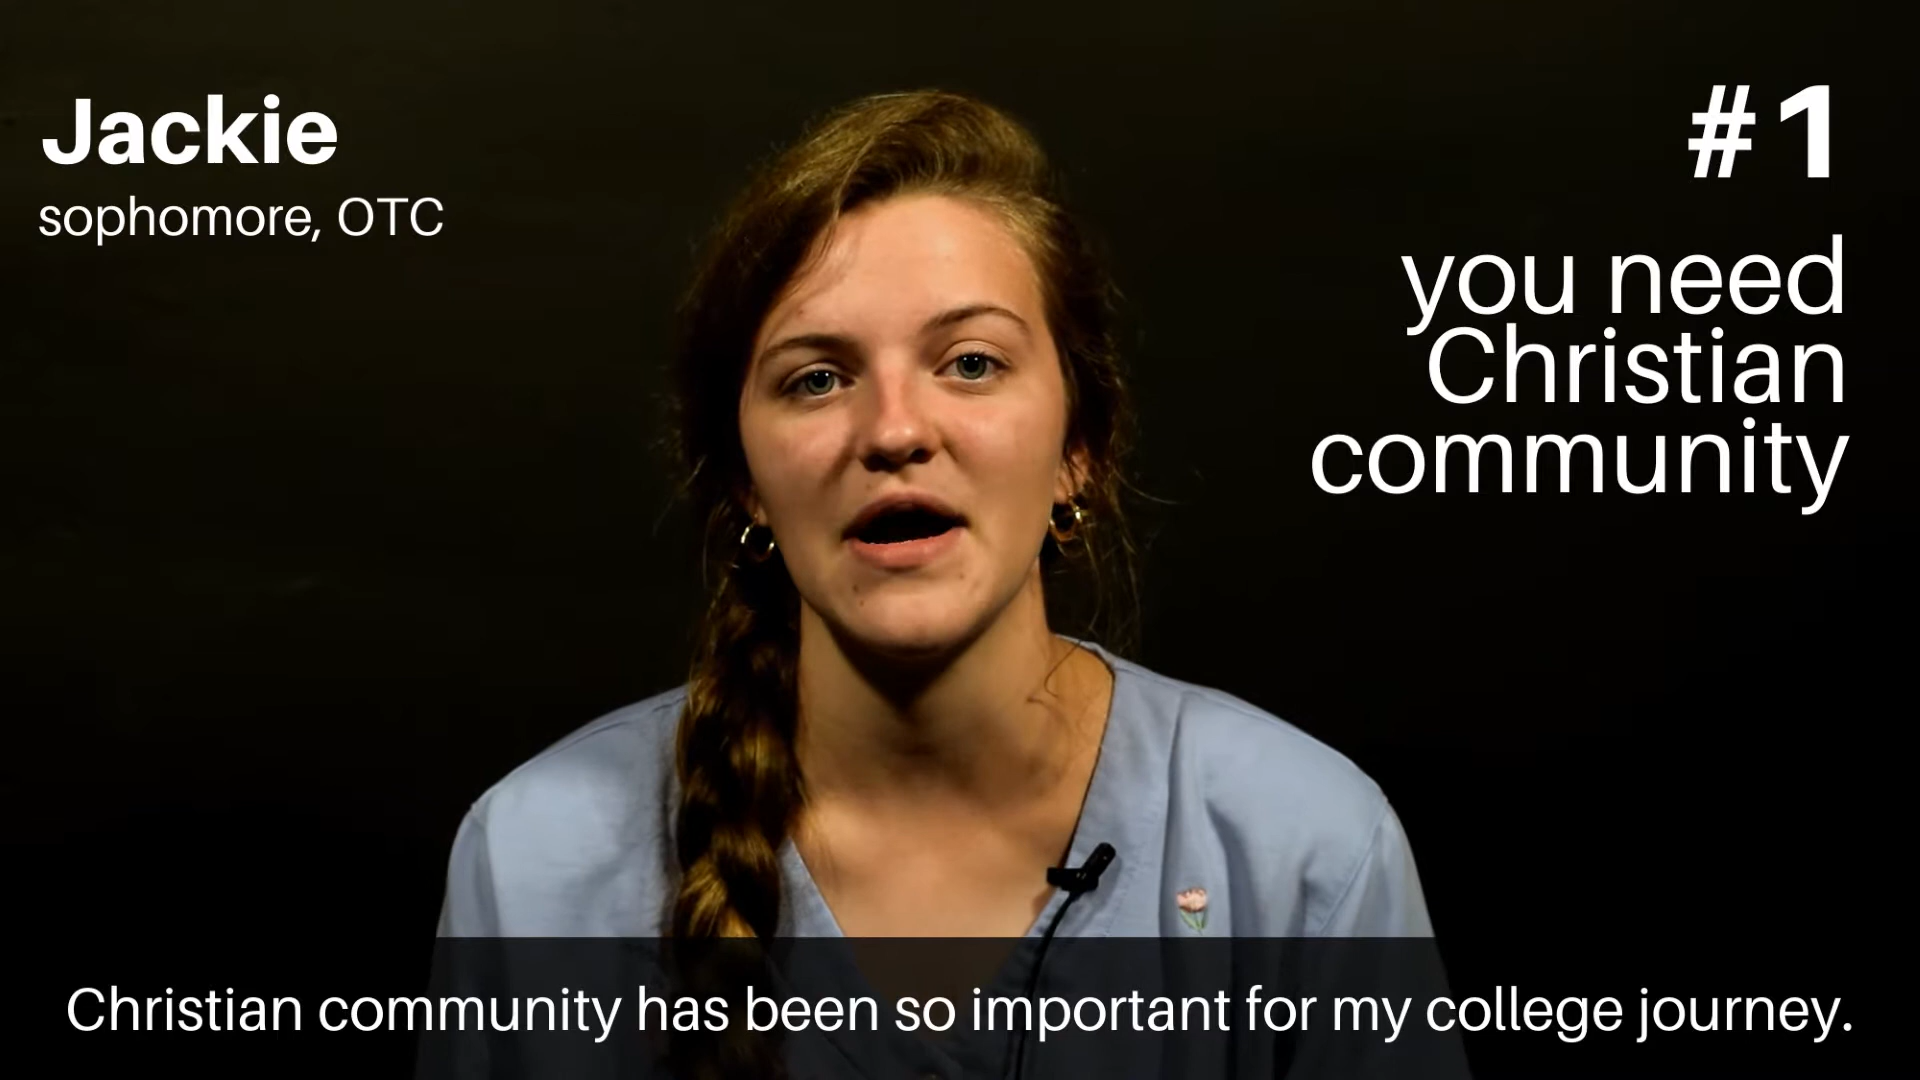 Jackie
sophomore, OTC
#1
you need
Christian
community
Christian community has been so important for my college journey.